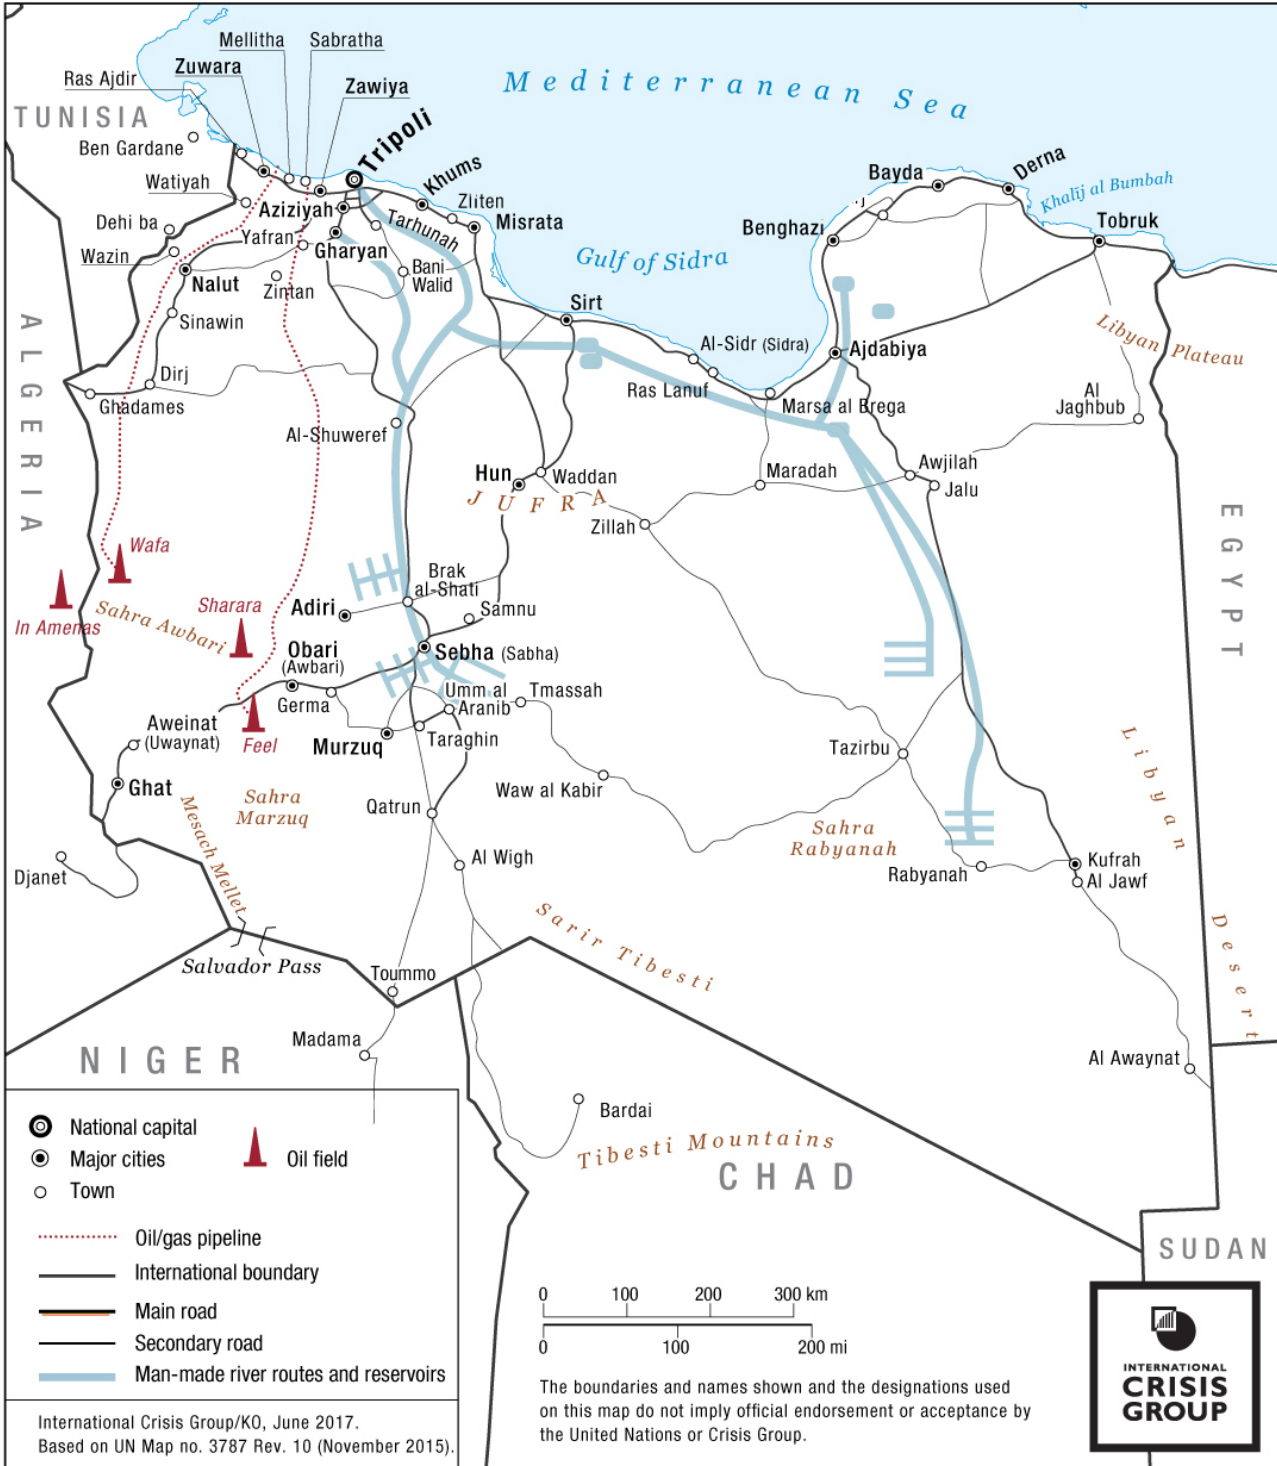 Mellitha
Sabratha
Zuwara
Ras Ajdir
Zawiya
Mediterranean Sea
TUNISIA
Tripoli
Ben Gardane
Khums
Bayda
Derna
Watiyah
Zliten
Khalij al Bumbah
Aziziyah
Misrata
Dehi ba
Tarhunah
Benghazi
Tobruk
Yafran
Gharyan
Wazin
Gulf of Sidra
Bani
Walid
Nalut
Zintan
Sirt
Sinawin
Libyan Plateau
Al-Sidr (Sidra)
Ajdabiya
ALGERIA
Dirj
Ras Lanuf
Al
Jaghbub
Ghadames
Marsa al Brega
Al-Shuweref
Awjilah
Hun
Waddan
Maradah
Jalu
JUFRA
Zillah
EGYPT
Wafa
Brak
al-Shati
Sharara
Adiri
Samnu
In Amenas
Sahra Awbari
Obari
(Awbari)
Sebha (Sabha)
Umm al
Aranib
Tmassah
Germa
Aweinat
(Uwaynat)
Feel
Murzuq
Taraghin
Tazirbu
Libyan Desert
Ghat
Waw al Kabir
Sahra
Marzuq
Qatrun
Mesach Mellet
Sahra
Rabyanah
Al Wigh
Kufrah
Djanet
Rabyanah
Al Jawf
Sarir Tibesti
Salvador Pass
Toummo
Madama
NIGER
Al Awaynat
Bardai
Tibesti Mountains
CHAD
SUDAN
National capital
Major cities
Oil field
Town
Oil/gas pipeline
International boundary
Main road
Secondary road
Man-made river routes and reservoirs
International Crisis Group/KO, June 2017.
Based on UN Map no. 3787 Rev. 10 (November 2015).
0 100 200 300 km
0 100 200 mi
The boundaries and names shown and the designations used
on this map do not imply official endorsement or acceptance by
the United Nations or Crisis Group.
INTERNATIONAL
CRISIS
GROUP